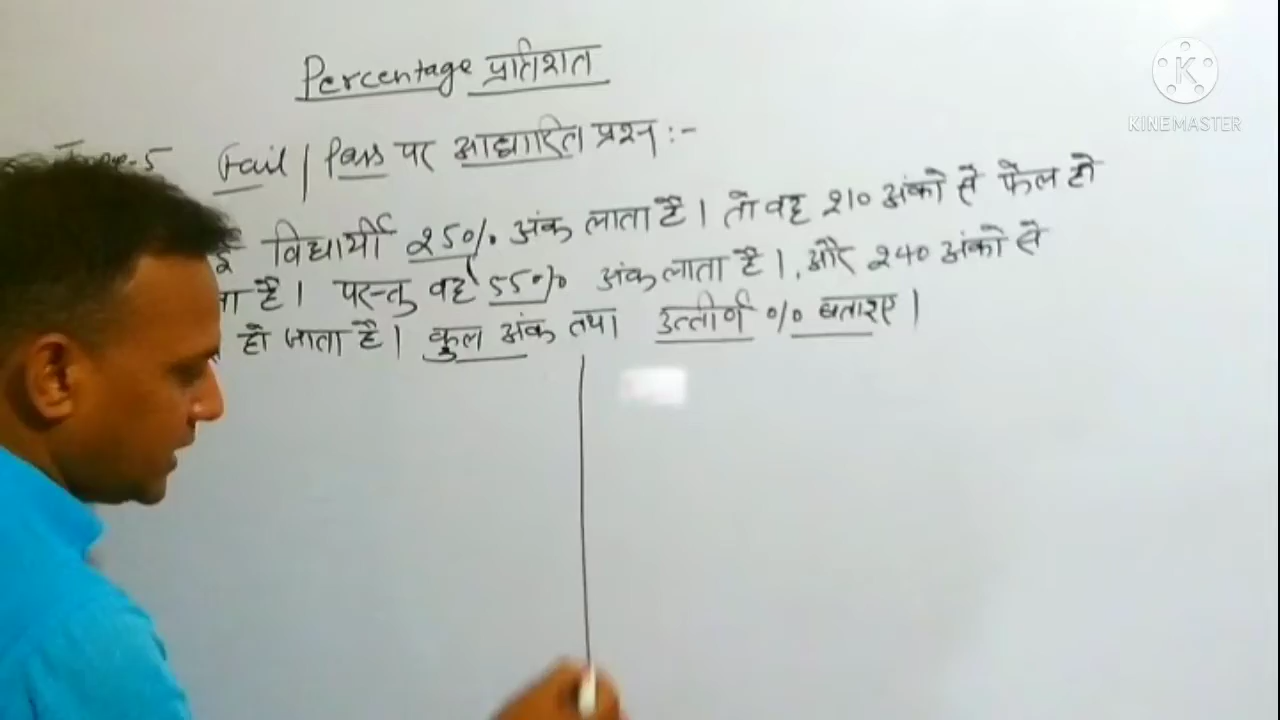 Percentage प्रतिशत
Fail / Pass पर आधारित प्रश्न :-
विद्यार्थी 25% अंक लाता है। तो वह 210 अंको से फेल हो
है। परन्तु वह 55% अंक लाता है।, और 240 अंको से
हो जाता है। कुल अंक तथा उत्तीर्ण % बताइए।
K
KINEMASTER